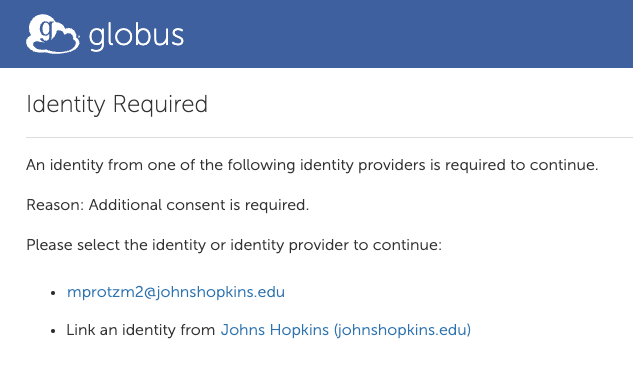 g globus
Identity Required
An identity from one of the following identity providers is required to continue.
Reason: Additional consent is required.
Please select the identity or identity provider to continue:
• mprotzm2@johnshopkins.edu
• Link an identity from Johns Hopkins (johnshopkins.edu)